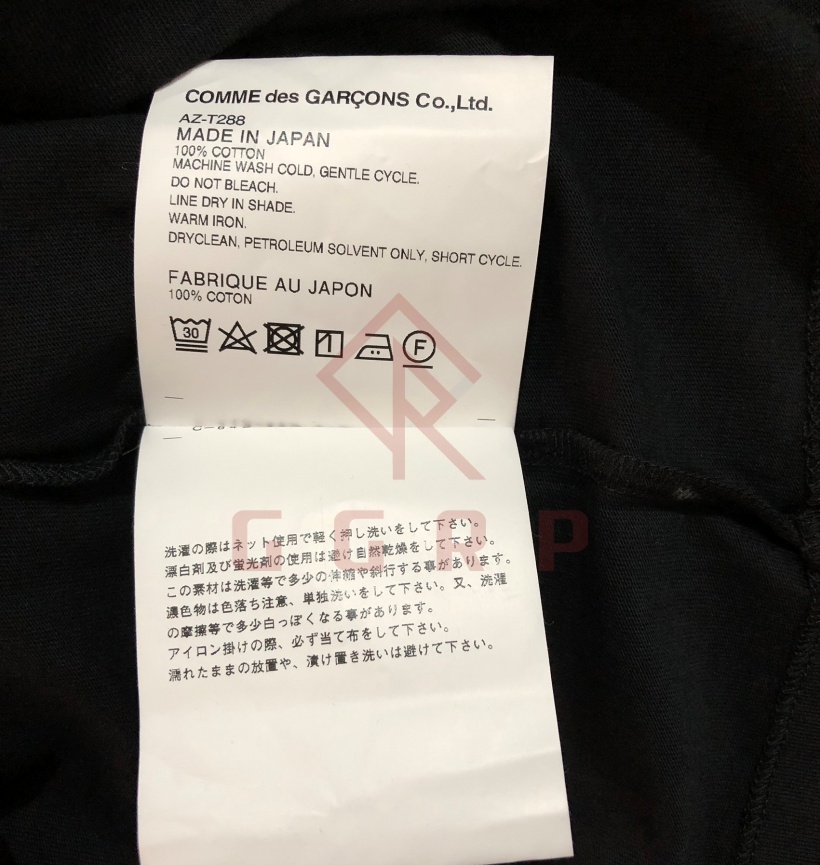 COMME des GARÇONS Co.,Ltd.
AZ-T288
MADE IN JAPAN
100% COTTON
MACHINE WASH COLD, GENTLE CYCLE.
DO NOT BLEACH.
LINE DRY IN SHADE.
WARM IRON.
DRYCLEAN, PETROLEUM SOLVENT ONLY, SHORT CYCLE.
FABRIQUE AU JAPON
100% COTON
30
F
GGRP
洗濯の際はネット使用で軽く押し洗いをして下さい。
漂白剤及び蛍光剤の使用は避け自然乾燥をして下さい。
この素材は洗濯等で多少の伸縮や斜行する事があります。
濃色物は色落ち注意、単独洗いをして下さい。又、洗濯
の摩擦等で多少白っぽくなる事があります。
アイロン掛けの際、必ず当て布をして下さい。
濡れたままの放置や、漬け置き洗いは避けて下さい。